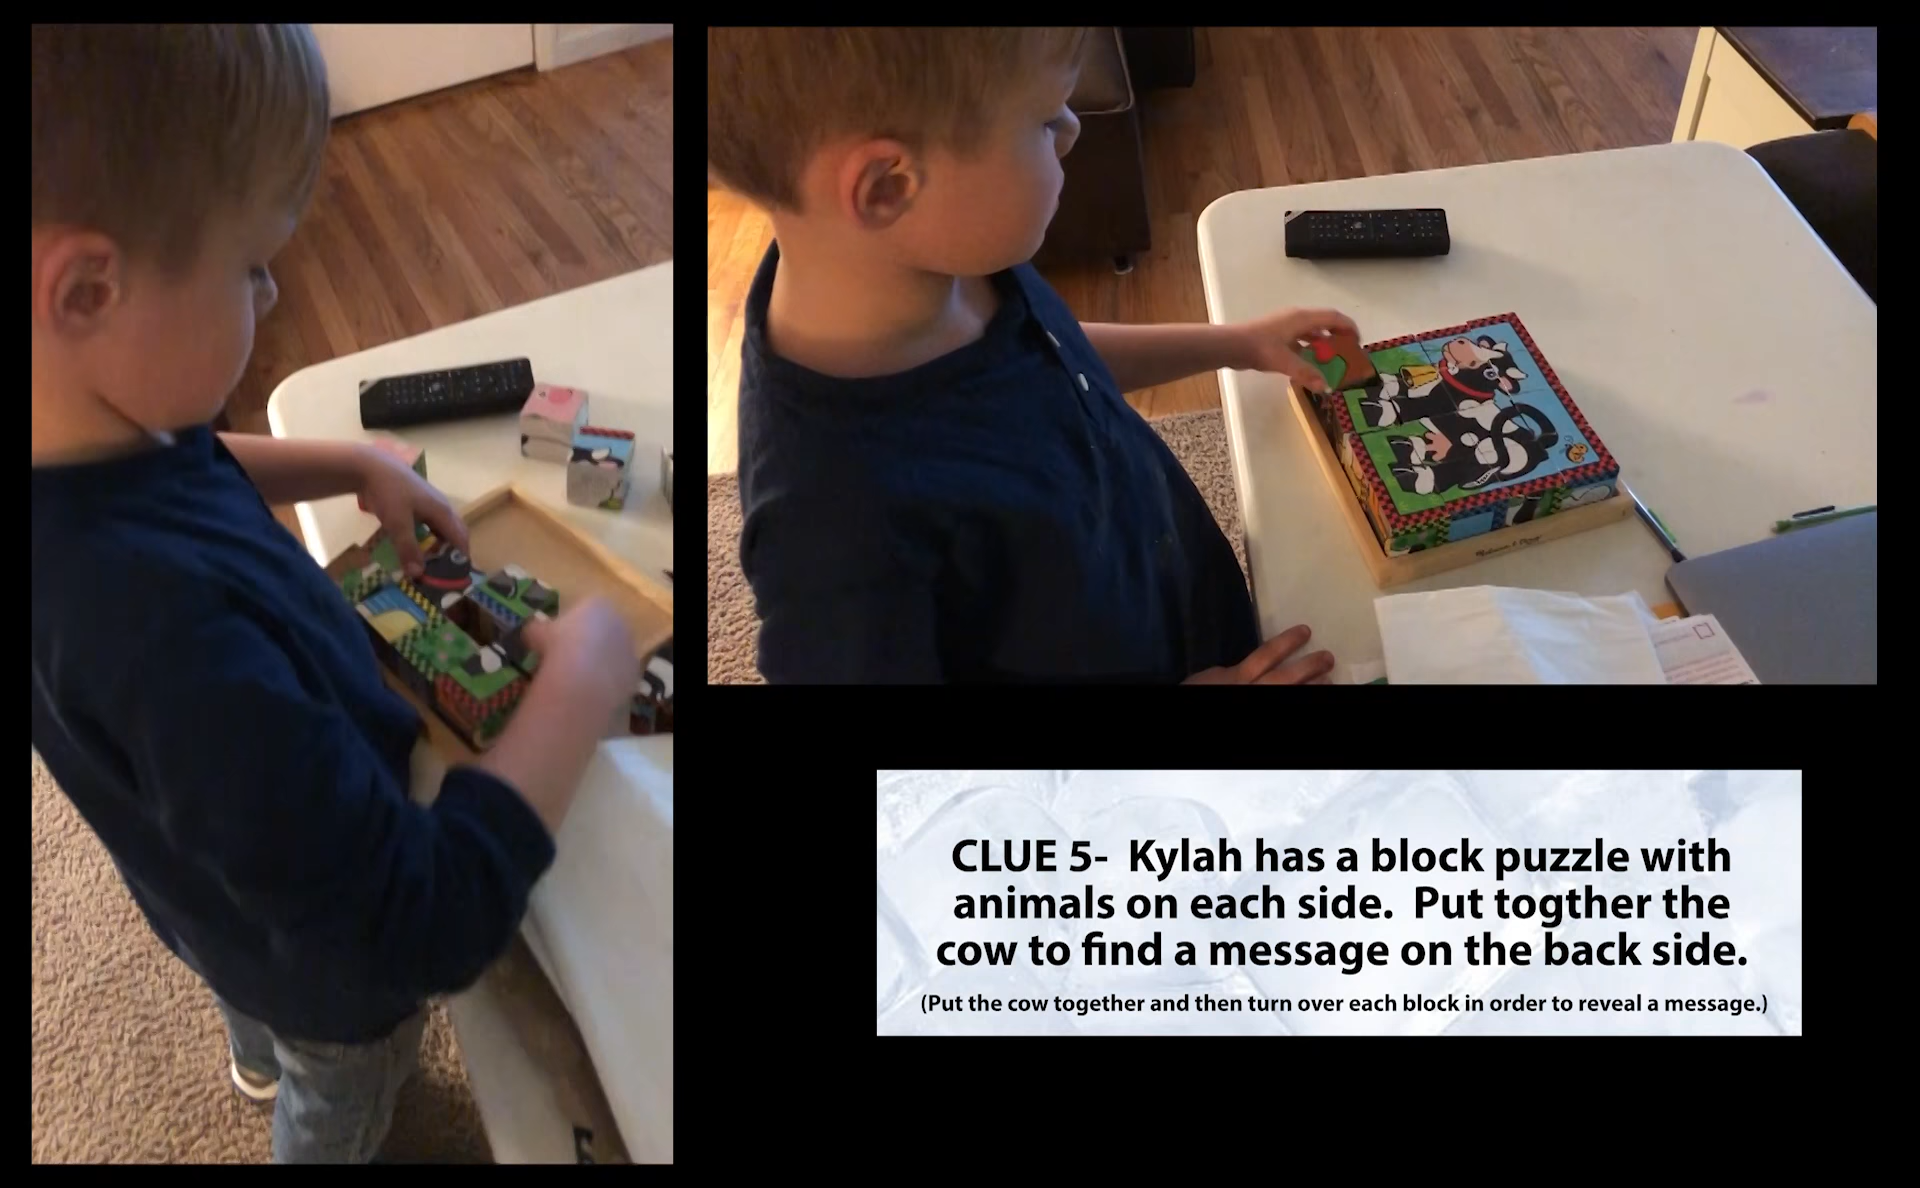 CLUE 5-  Kylah has a block puzzle with
animals on each side.  Put togther the
cow to find a message on the back side.
(Put the cow together and then turn over each block in order to reveal a message.)